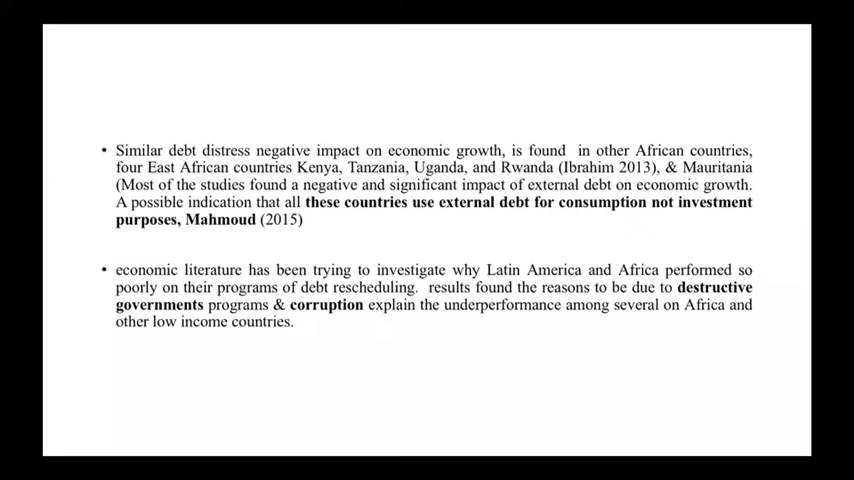 • Similar debt distress negative impact on economic growth, is found in other African countries,
four East African countries Kenya, Tanzania, Uganda, and Rwanda (Ibrahim 2013), & Mauritania
(Most of the studies found a negative and significant impact of external debt on economic growth.
A possible indication that all these countries use external debt for consumption not investment
purposes, Mahmoud (2015)
• economic literature has been trying to investigate why Latin America and Africa performed so
poorly on their programs of debt rescheduling. results found the reasons to be due to destructive
governments programs & corruption explain the underperformance among several on Africa and
other low income countries.